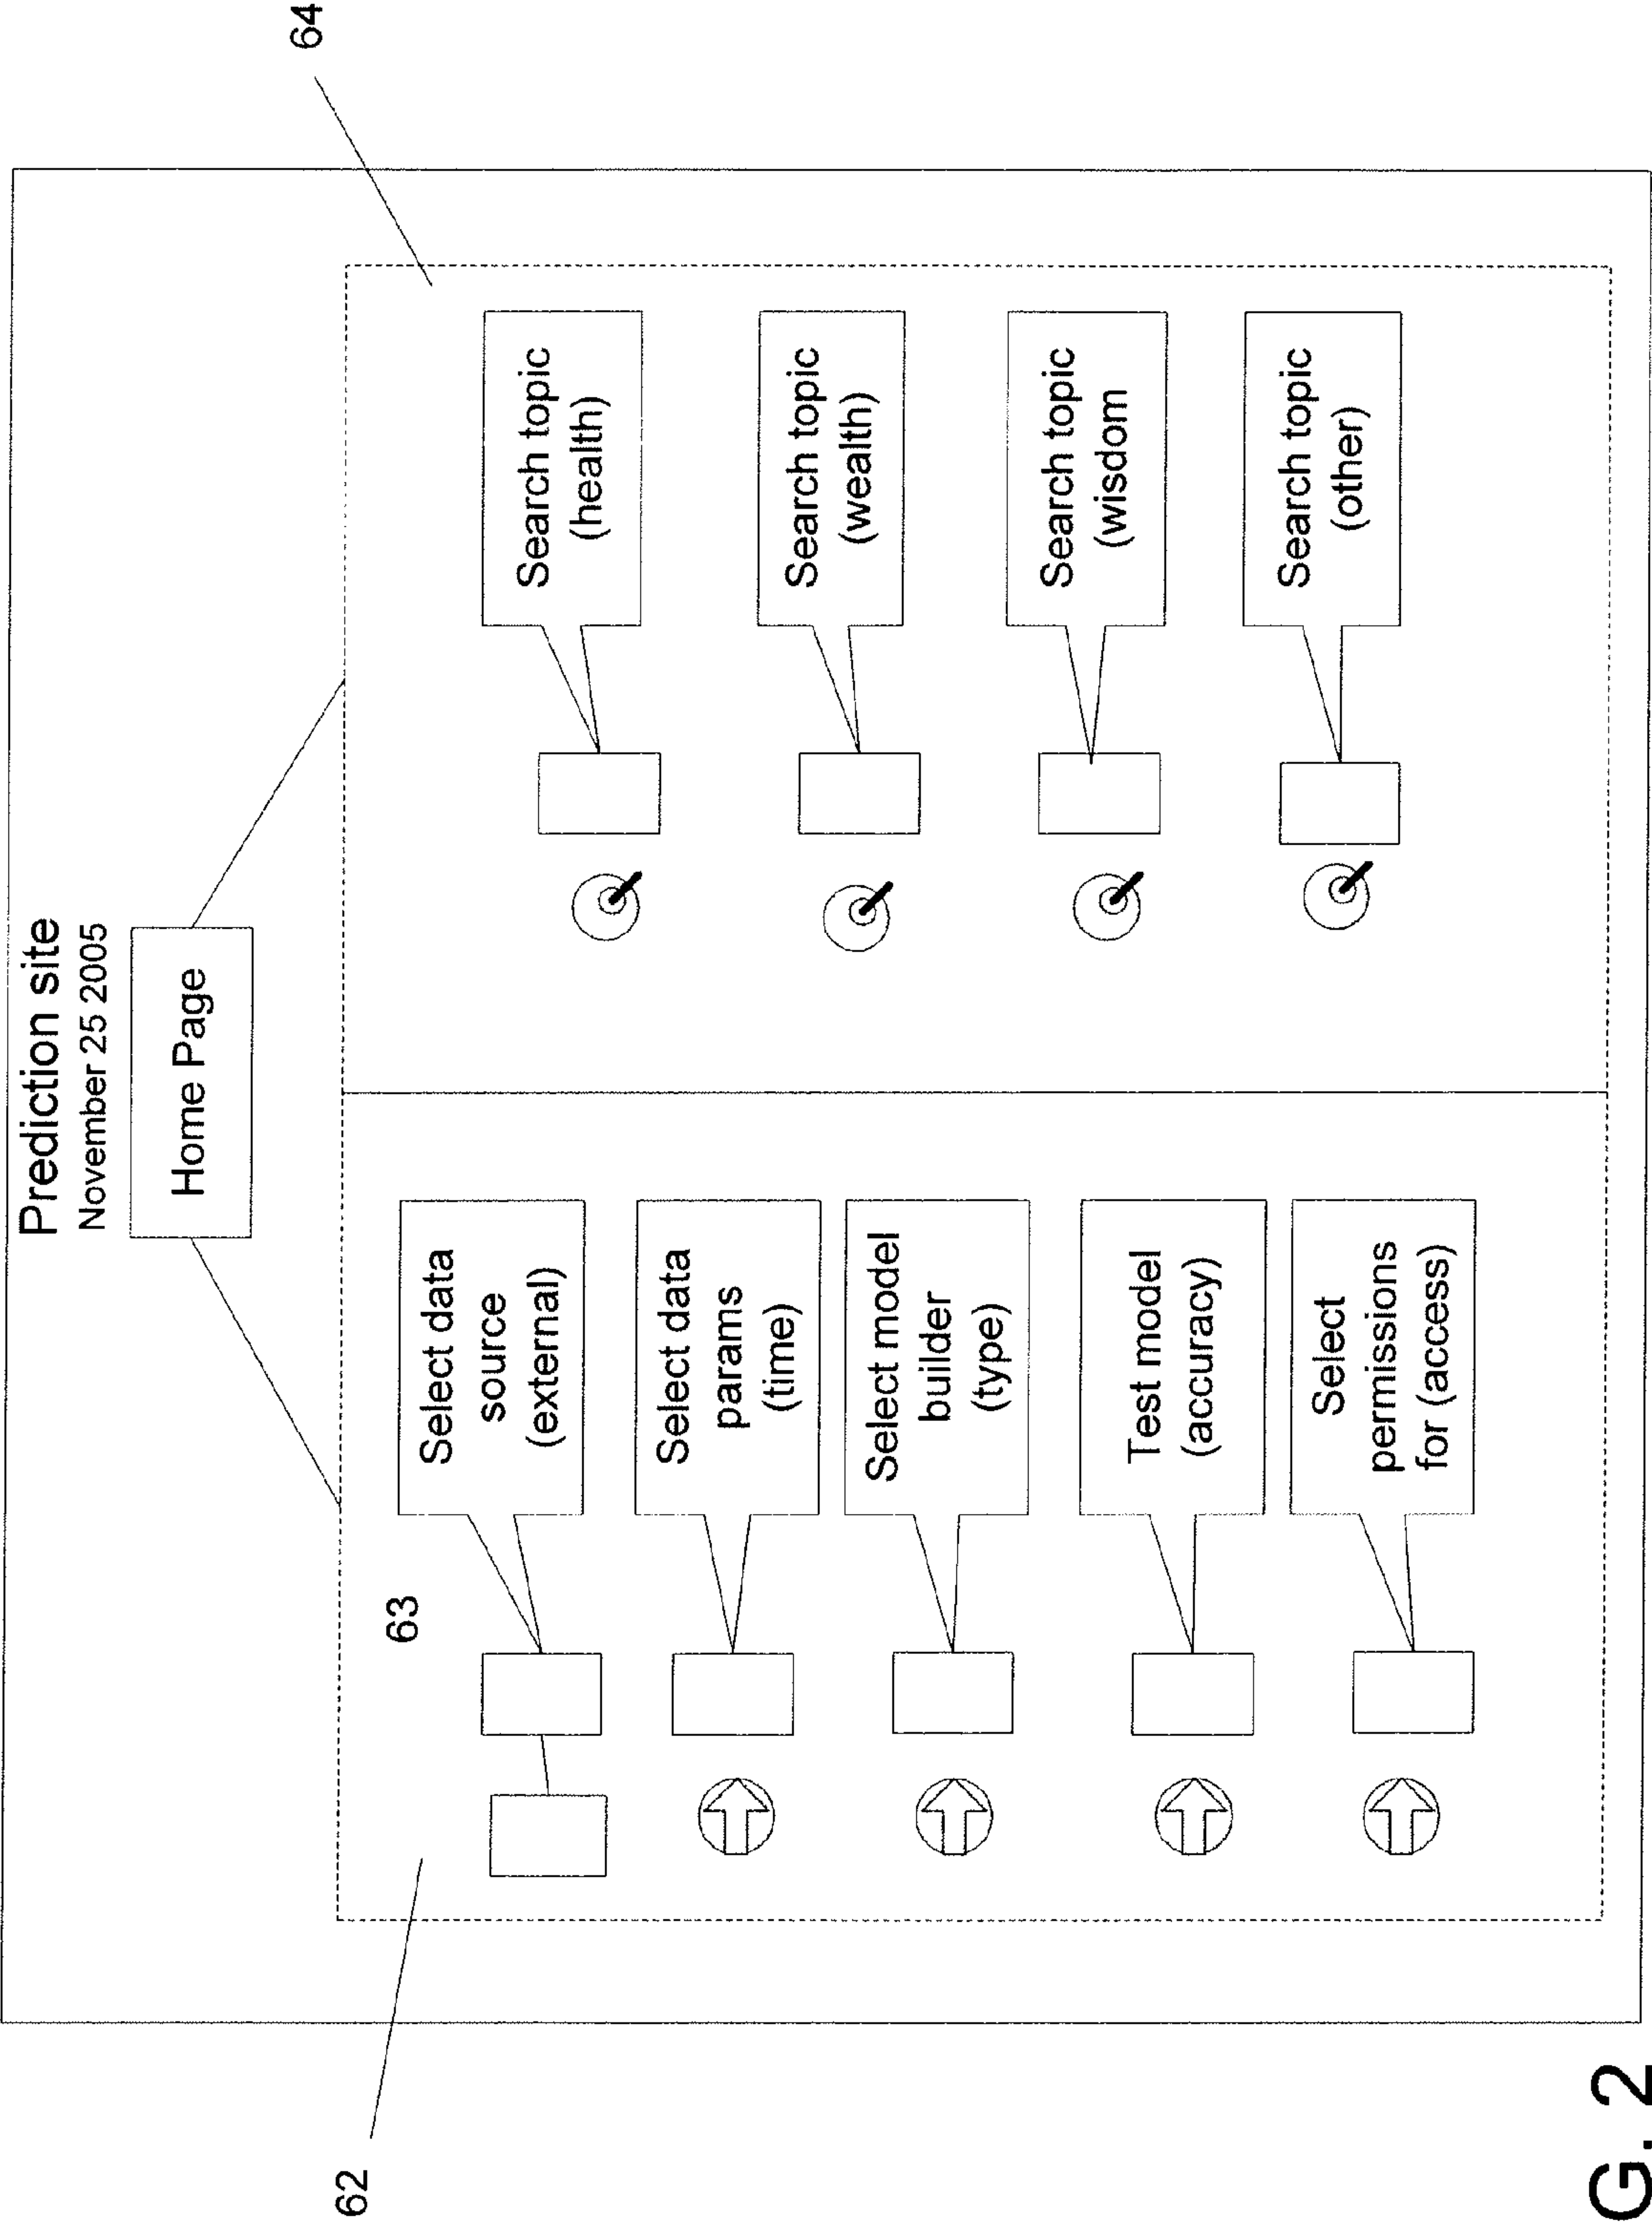 Prediction site
November 25 2005
Home Page
64
62
63
Select data
source
(external)
Select data
params
(time)
Select model
builder
(type)
Test model
(accuracy)
Select
permissions
for (access)
Search topic
(health)
Search topic
(wealth)
Search topic
(wisdom
Search topic
(other)
G. 2